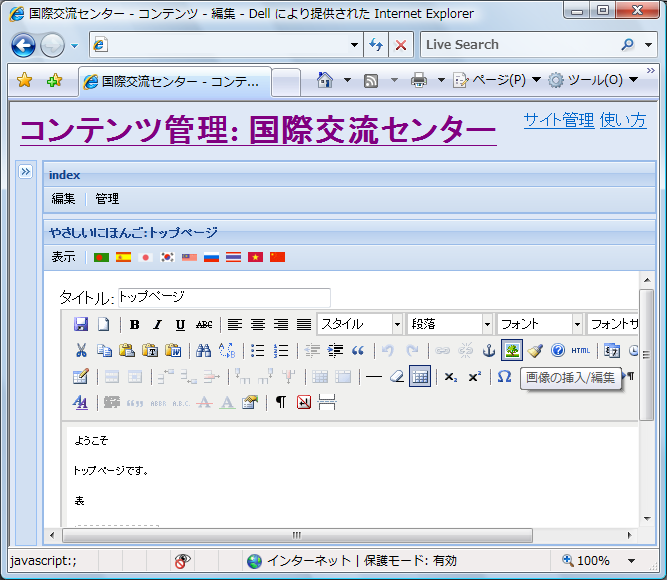 国際交流センター - コンテンツ - 編集 - Dell により提供された Internet Explorer
Live Search
国際交流センター - コンテ...
ページ(P)
ツール(O)
コンテンツ管理: 国際交流センター
サイト管理 使い方
index
編集 管理
やさしいにほんご:トップページ
表示
タイトル: トップページ
B I U ABC スタイル 段落 フォント フォントサ
HTML
画像の挿入/編集
ようこそ
トップページです。
表
javascript:;
インターネット | 保護モード: 有効
100%